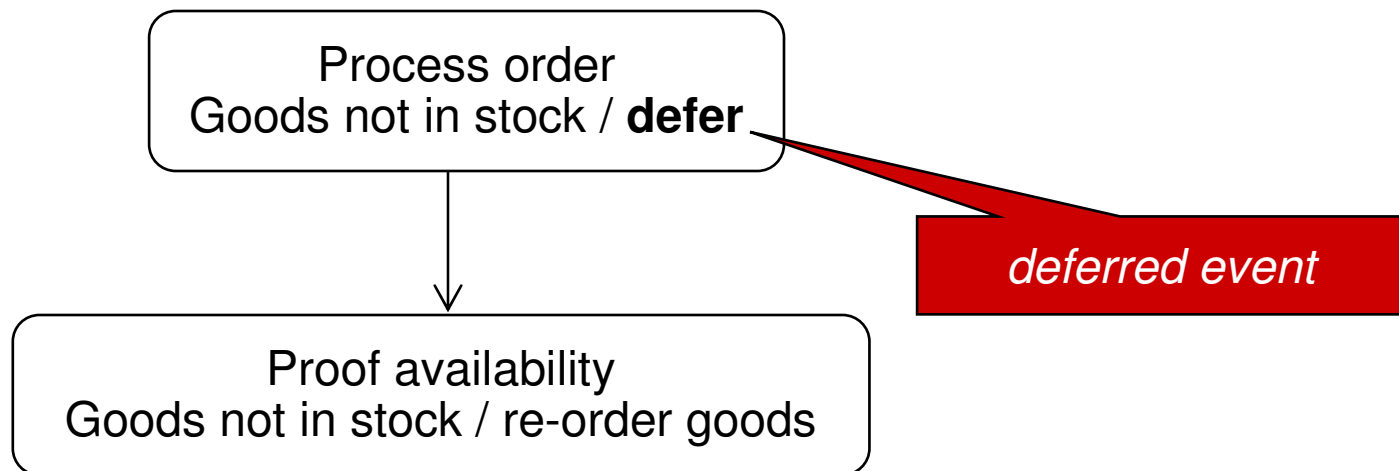 Process order
Goods not in stock / defer
deferred event
Proof availability
Goods not in stock / re-order goods